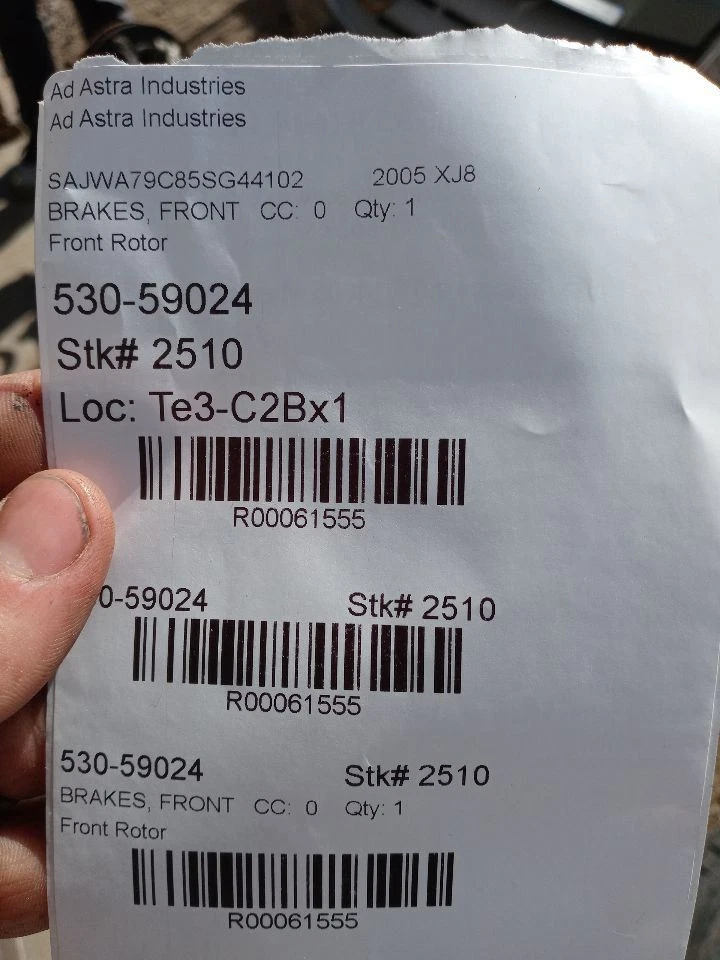 Ad Astra Industries
Ad Astra Industries
SAJWA79C85SG44102 2005 XJ8
BRAKES, FRONT CC: 0 Qty: 1
Front Rotor
530-59024
Stk# 2510
Loc: Te3-C2Bx1
R00061555
0-59024 Stk# 2510
R00061555
530-59024 Stk# 2510
BRAKES, FRONT CC: 0 Qty: 1
Front Rotor
R00061555